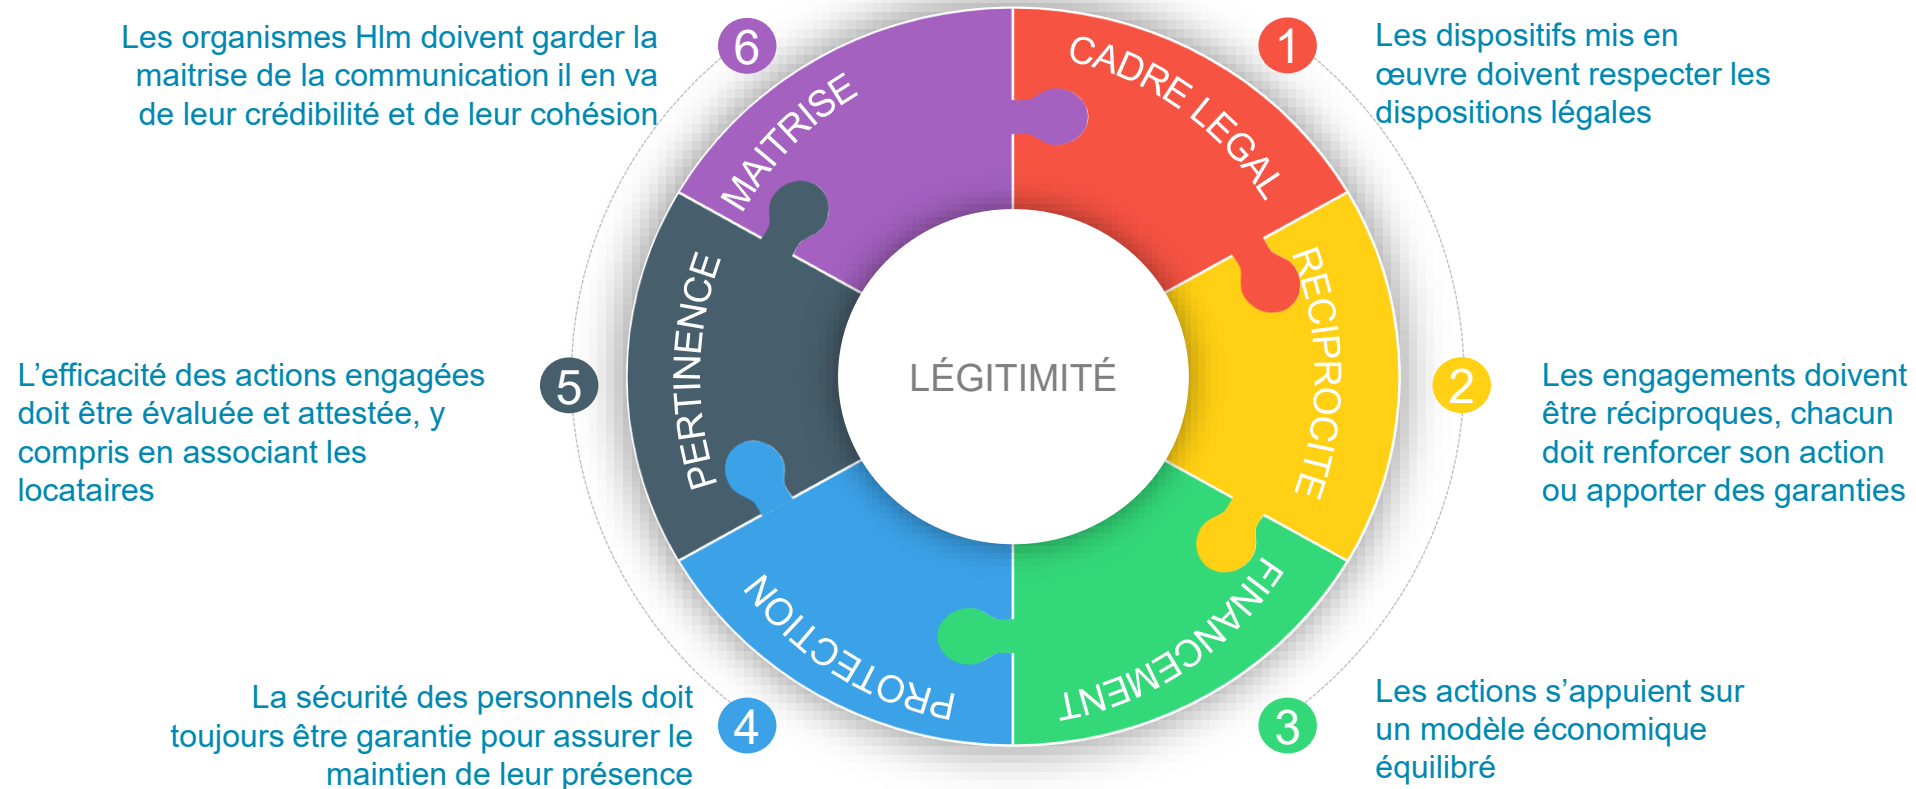 1
CADRE LEGAL
Les dispositifs mis en
œuvre doivent respecter les
dispositions légales
2
RECIPROCITE
Les engagements doivent
être réciproques, chacun
doit renforcer son action
ou apporter des garanties
3
FINANCEMENT
Les actions s’appuient sur
un modèle économique
équilibré
4
PROTECTION
La sécurité des personnels doit
toujours être garantie pour assurer le
maintien de leur présence
5
PERTINENCE
L’efficacité des actions engagées
doit être évaluée et attestée, y
compris en associant les
locataires
6
MAITRISE
Les organismes Hlm doivent garder la
maitrise de la communication il en va
de leur crédibilité et de leur cohésion
LÉGITIMITÉ